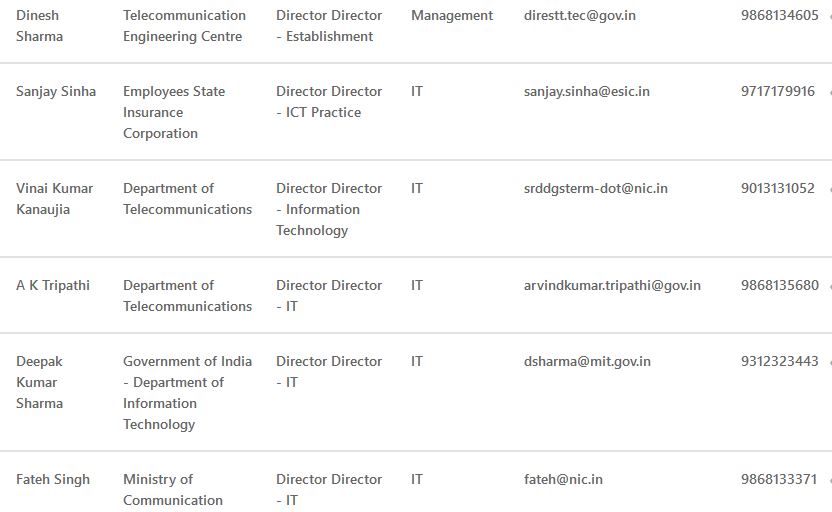 Dinesh Sharma Telecommunication Engineering Centre Director Director - Establishment Management direstt.tec@gov.in 9868134605
Sanjay Sinha Employees State Insurance Corporation Director Director - ICT Practice IT sanjay.sinha@esic.in 9717179916
Vinai Kumar Kanaujia Department of Telecommunications Director Director - Information Technology IT srddgsterm-dot@nic.in 9013131052
A K Tripathi Department of Telecommunications Director Director - IT IT arvindkumar.tripathi@gov.in 9868135680
Deepak Kumar Sharma Government of India - Department of Information Technology Director Director - IT IT dsharma@mit.gov.in 9312323443
Fateh Singh Ministry of Communication Director Director - IT IT fateh@nic.in 9868133371